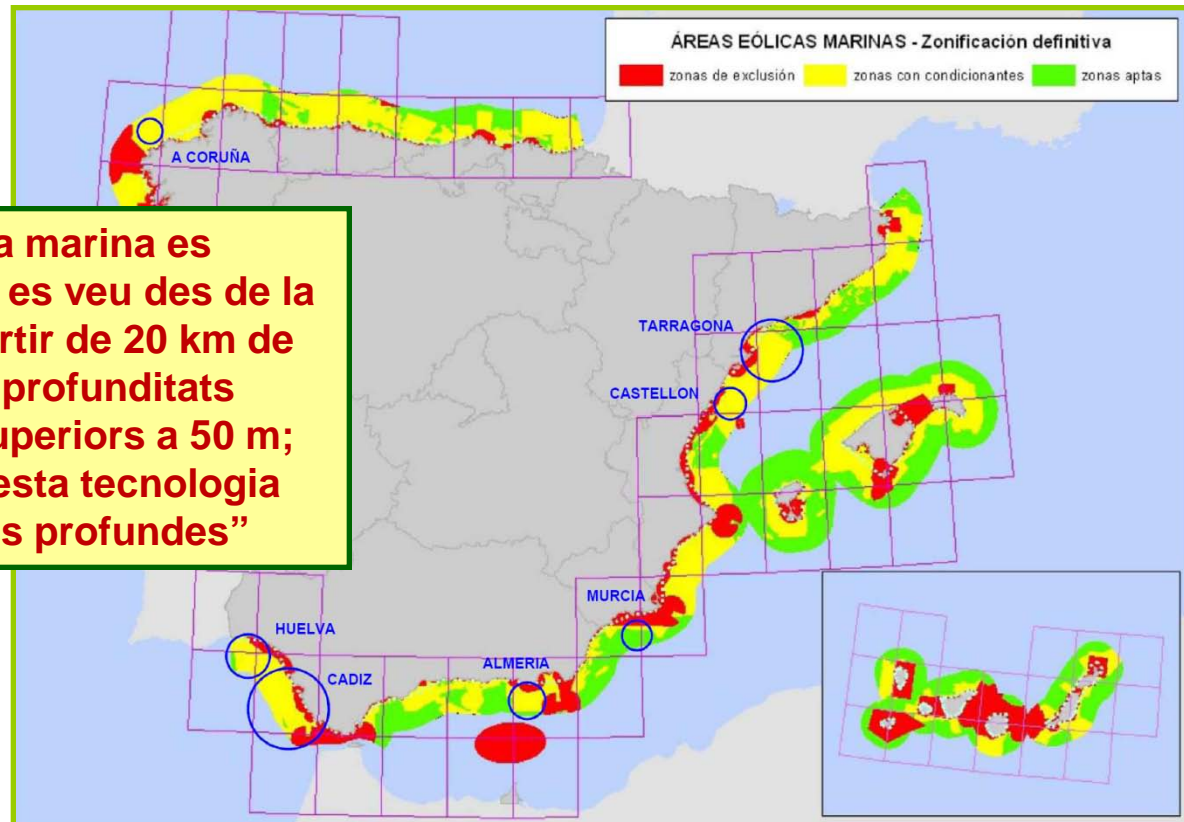 ÁREAS EÓLICAS MARINAS - Zonificación definitiva
zonas de exclusión zonas con condicionantes zonas aptas
A CORUÑA
a marina es
es veu des de la
rtir de 20 km de
profunditats
uperiors a 50 m;
esta tecnologia
s profundes”
TARRAGONA
CASTELLON
MURCIA
HUELVA
ALMERIA
CADIZ